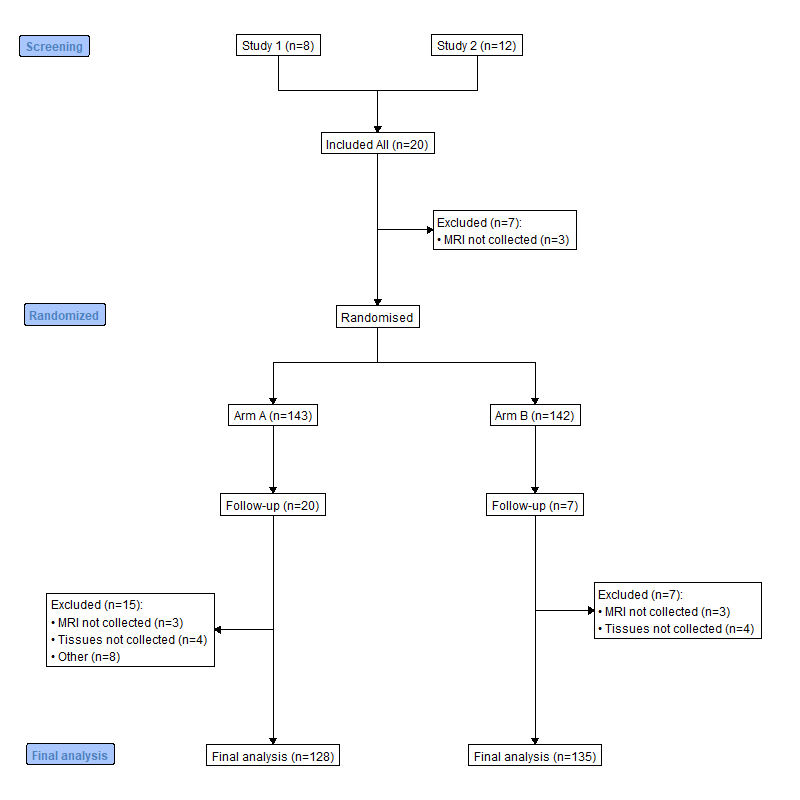 Screening
Study 1 (n=8)
Study 2 (n=12)
Included All (n=20)
Excluded (n=7):
• MRI not collected (n=3)
Randomized
Randomised
Arm A (n=143)
Arm B (n=142)
Follow-up (n=20)
Follow-up (n=7)
Excluded (n=15):
• MRI not collected (n=3)
• Tissues not collected (n=4)
• Other (n=8)
Excluded (n=7):
• MRI not collected (n=3)
• Tissues not collected (n=4)
Final analysis
Final analysis (n=128)
Final analysis (n=135)